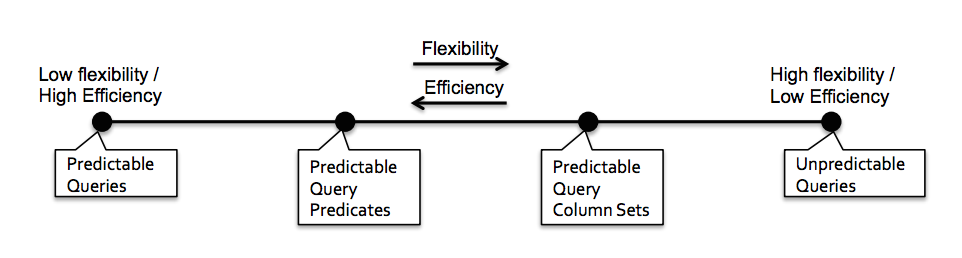 Flexibility
Efficiency
Low flexibility /
High Efficiency
High flexibility /
Low Efficiency
Predictable
Queries
Predictable
Query
Predicates
Predictable
Query
Column Sets
Unpredictable
Queries